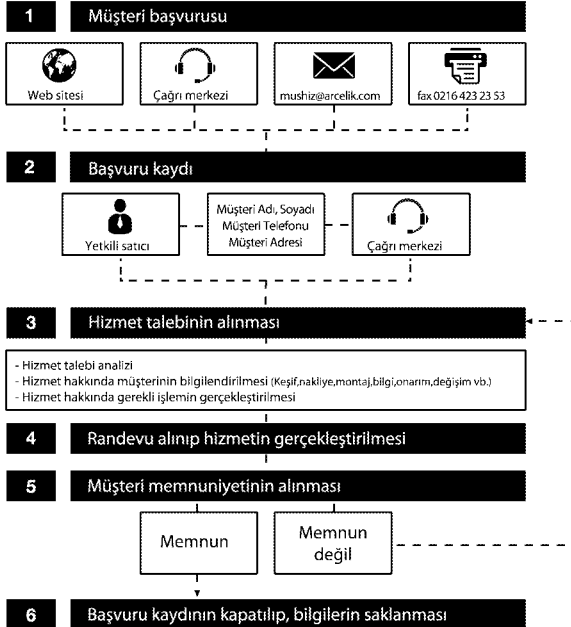 1 Müşteri başvurusu
Web sitesi
Çağrı merkezi
mushiz@arcelik.com
fax 0216 423 23 53
2 Başvuru kaydı
Yetkili satıcı
Müşteri Adı, Soyadı
Müşteri Telefonu
Müşteri Adresi
Çağrı merkezi
3 Hizmet talebinin alınması
- Hizmet talebi analizi
- Hizmet hakkında müşterinin bilgilendirilmesi (Keşif,nakliye,montaj,bilgi,onarım,değişim vb.)
- Hizmet hakkında gerekli işlemin gerçekleştirilmesi
4 Randevu alınıp hizmetin gerçekleştirilmesi
5 Müşteri memnuniyetinin alınması
Memnun
Memnun
değil
6 Başvuru kaydının kapatılıp, bilgilerin saklanması